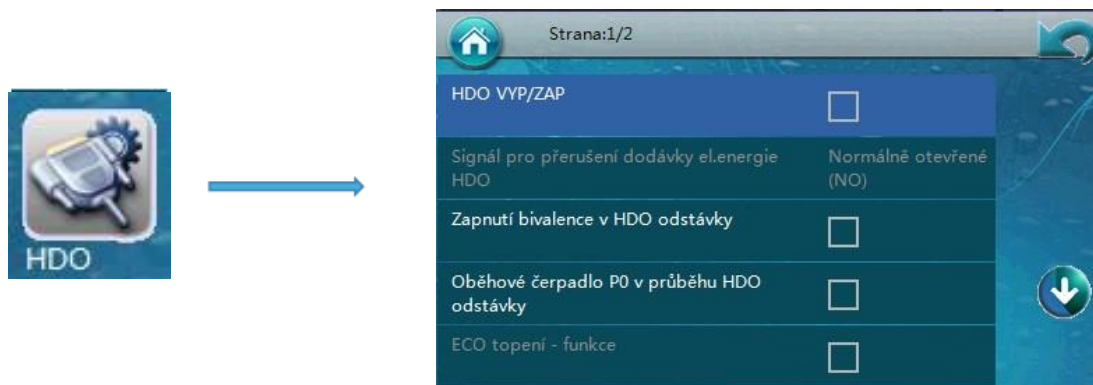 HDO
Strana:1/2
HDO VYP/ZAP
Signál pro přerušení dodávky el.energie
HDO
Normálně otevřené
(NO)
Zapnutí bivalence v HDO odstávky
Oběhové čerpadlo P0 v průběhu HDO
odstávky
ECO topení - funkce